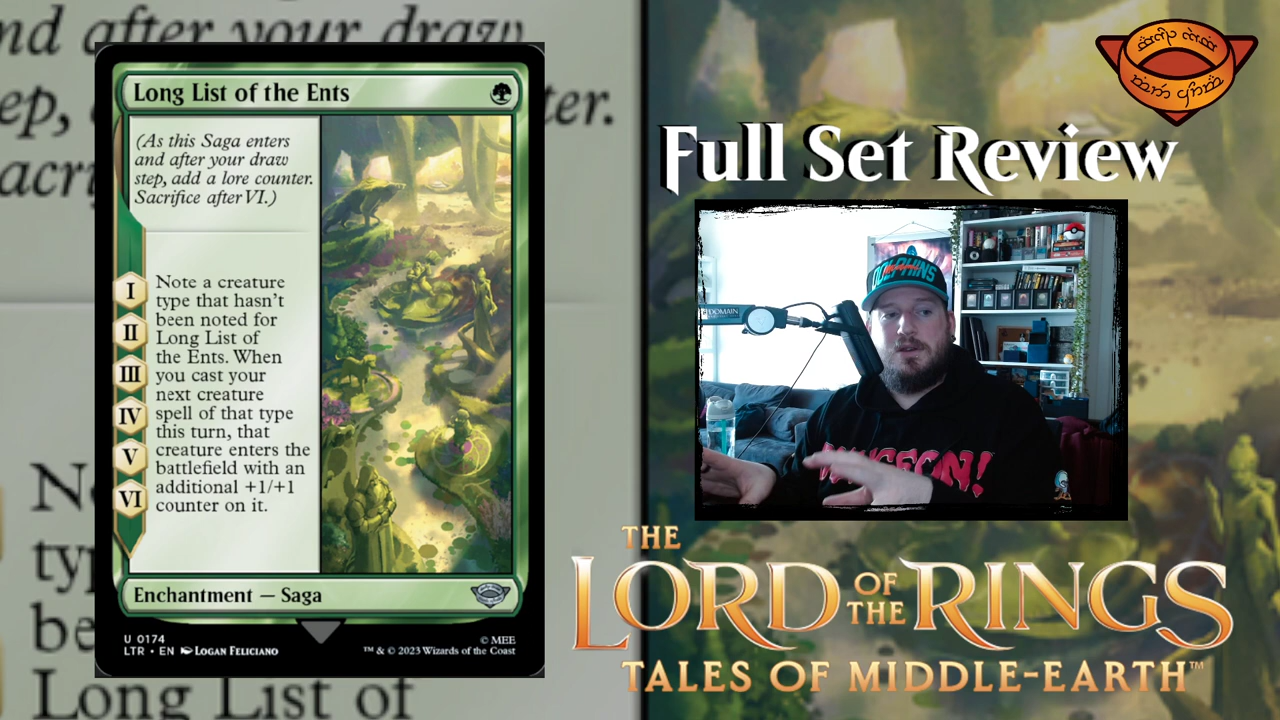 nd after your draw
ep,
ter.
acri
Long List of the Ents
(As this Saga enters
and after your draw
step, add a lore counter.
Sacrifice after VI.)
I
II
III
IV
V
VI
Note a creature
type that hasn't
been noted for
Long List of
the Ents. When
you cast your
next creature
spell of that type
this turn, that
creature enters the
battlefield with an
additional +1/+1
counter on it.
Enchantment — Saga
U 0174
LTR • EN LOGAN FELICIANO
© MEE
™ & © 2023 Wizards of the Coast
No
typ
be
Long List of
Full Set Review
DOLPHINS
DOMAIN
THE
LORD OF THE RINGS
TALES OF MIDDLE-EARTH™